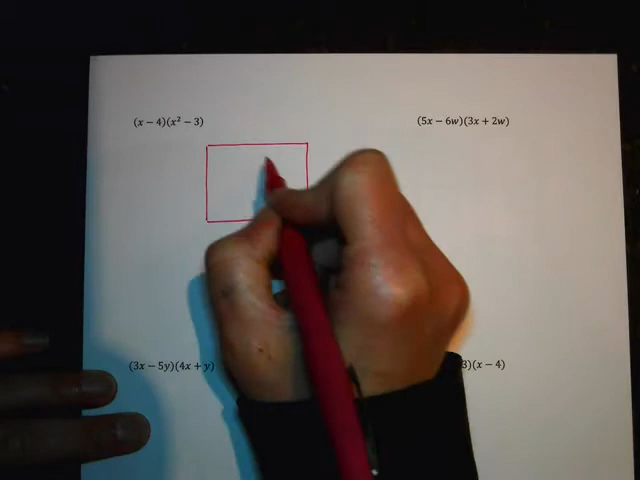 (x − 4)(x² − 3)
(5x − 6w)(3x + 2w)
(3x − 5y)(4x + y)
3)(x − 4)